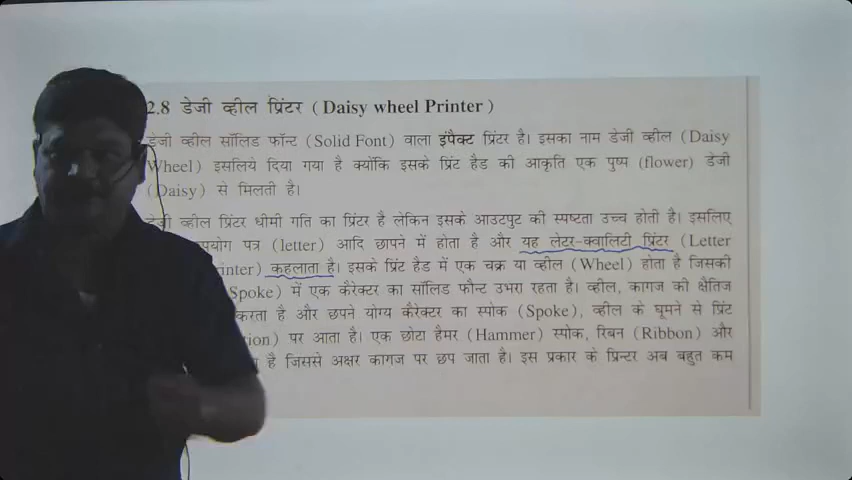 2.8 डेजी व्हील प्रिंटर ( Daisy wheel Printer )
डेजी व्हील सॉलिड फॉन्ट (Solid Font) वाला इंपैक्ट प्रिंटर है। इसका नाम डेजी व्हील (Daisy
Wheel) इसलिये दिया गया है क्योंकि इसके प्रिंट हैड की आकृति एक पुष्प (flower) डेजी
(Daisy) से मिलती है।
डेज़ी व्हील प्रिंटर धीमी गति का प्रिंटर है लेकिन इसके आउटपुट की स्पष्टता उच्च होती है। इसलिए
पत्र (letter) आदि छापने में होता है और यह लेटर-क्वालिटी प्रिंटर (Letter
कहलाता है। इसके प्रिंट हैड में एक चक्र या व्हील (Wheel) होता है जिसकी
Spoke) में एक कैरेक्टर का सॉलिड फौन्ट उभरा रहता है। व्हील, कागज की क्षैतिज
करता है और छपने योग्य कैरेक्टर का स्पोक (Spoke), व्हील के घूमने से प्रिंट
पर आता है। एक छोटा हैमर (Hammer) स्पोक, रिबन (Ribbon) और
है जिससे अक्षर कागज पर छप जाता है। इस प्रकार के प्रिन्टर अब बहुत कम